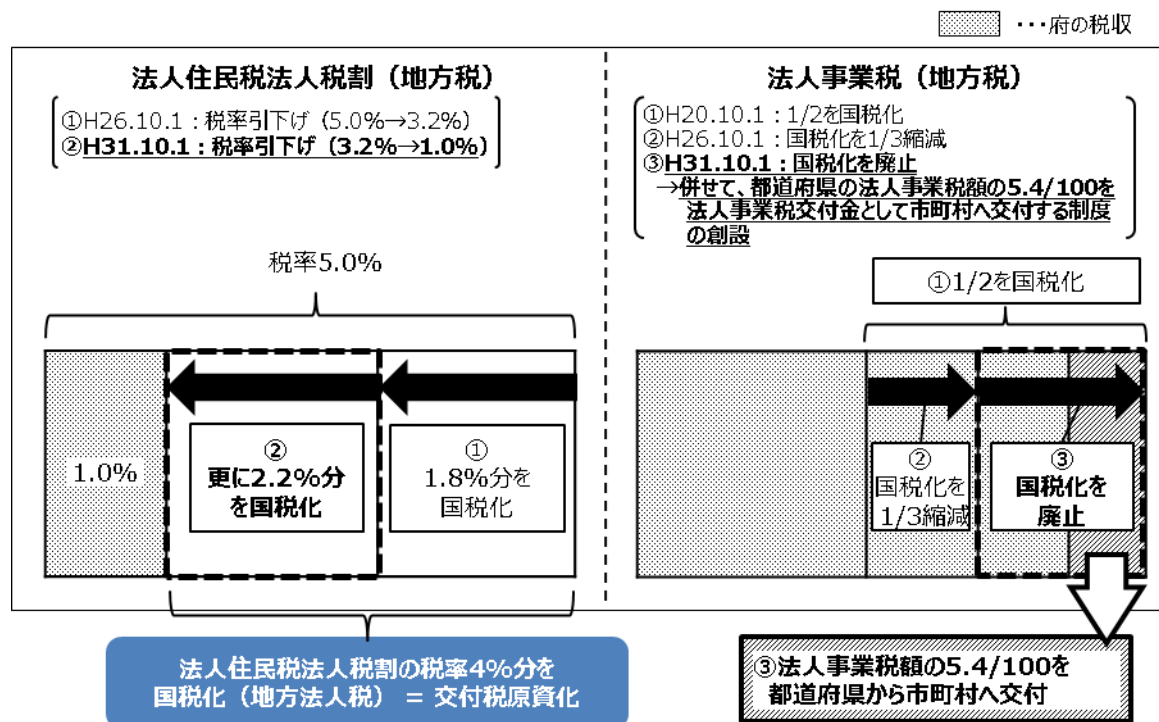 ・・・府の税収
法人住民税法人税割（地方税）
①H26.10.1：税率引下げ（5.0%→3.2%）
②H31.10.1：税率引下げ（3.2%→1.0%）
税率5.0%
1.0%
②
更に2.2%分
を国税化
①
1.8%分を
国税化
法人住民税法人税割の税率4%分を
国税化（地方法人税） ＝ 交付税原資化
法人事業税（地方税）
①H20.10.1：1/2を国税化
②H26.10.1：国税化を1/3縮減
③H31.10.1：国税化を廃止
→併せて、都道府県の法人事業税額の5.4/100を
法人事業税交付金として市町村へ交付する制度
の創設
①1/2を国税化
②
国税化を
1/3縮減
③
国税化を
廃止
③法人事業税額の5.4/100を
都道府県から市町村へ交付